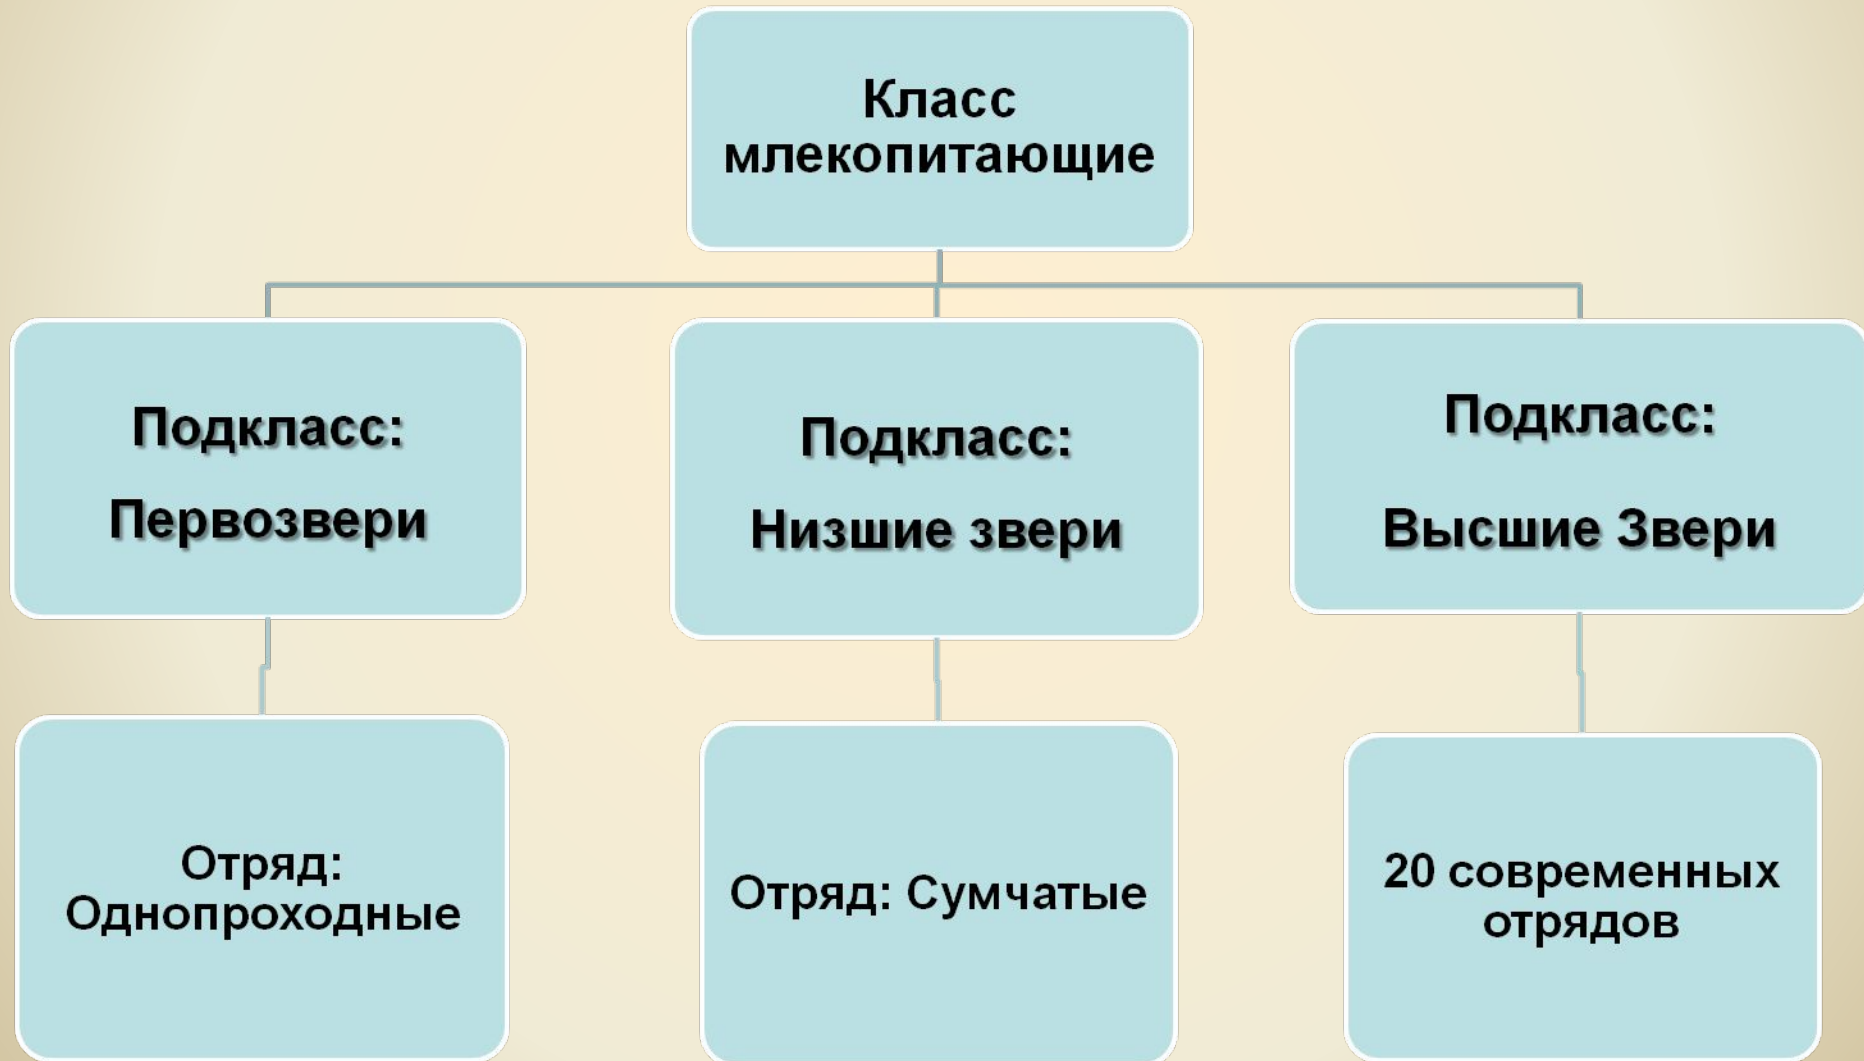 Класс
млекопитающие
Подкласс:
Первозвери
Подкласс:
Низшие звери
Подкласс:
Высшие Звери
Отряд:
Однопроходные
Отряд: Сумчатые
20 современных
отрядов